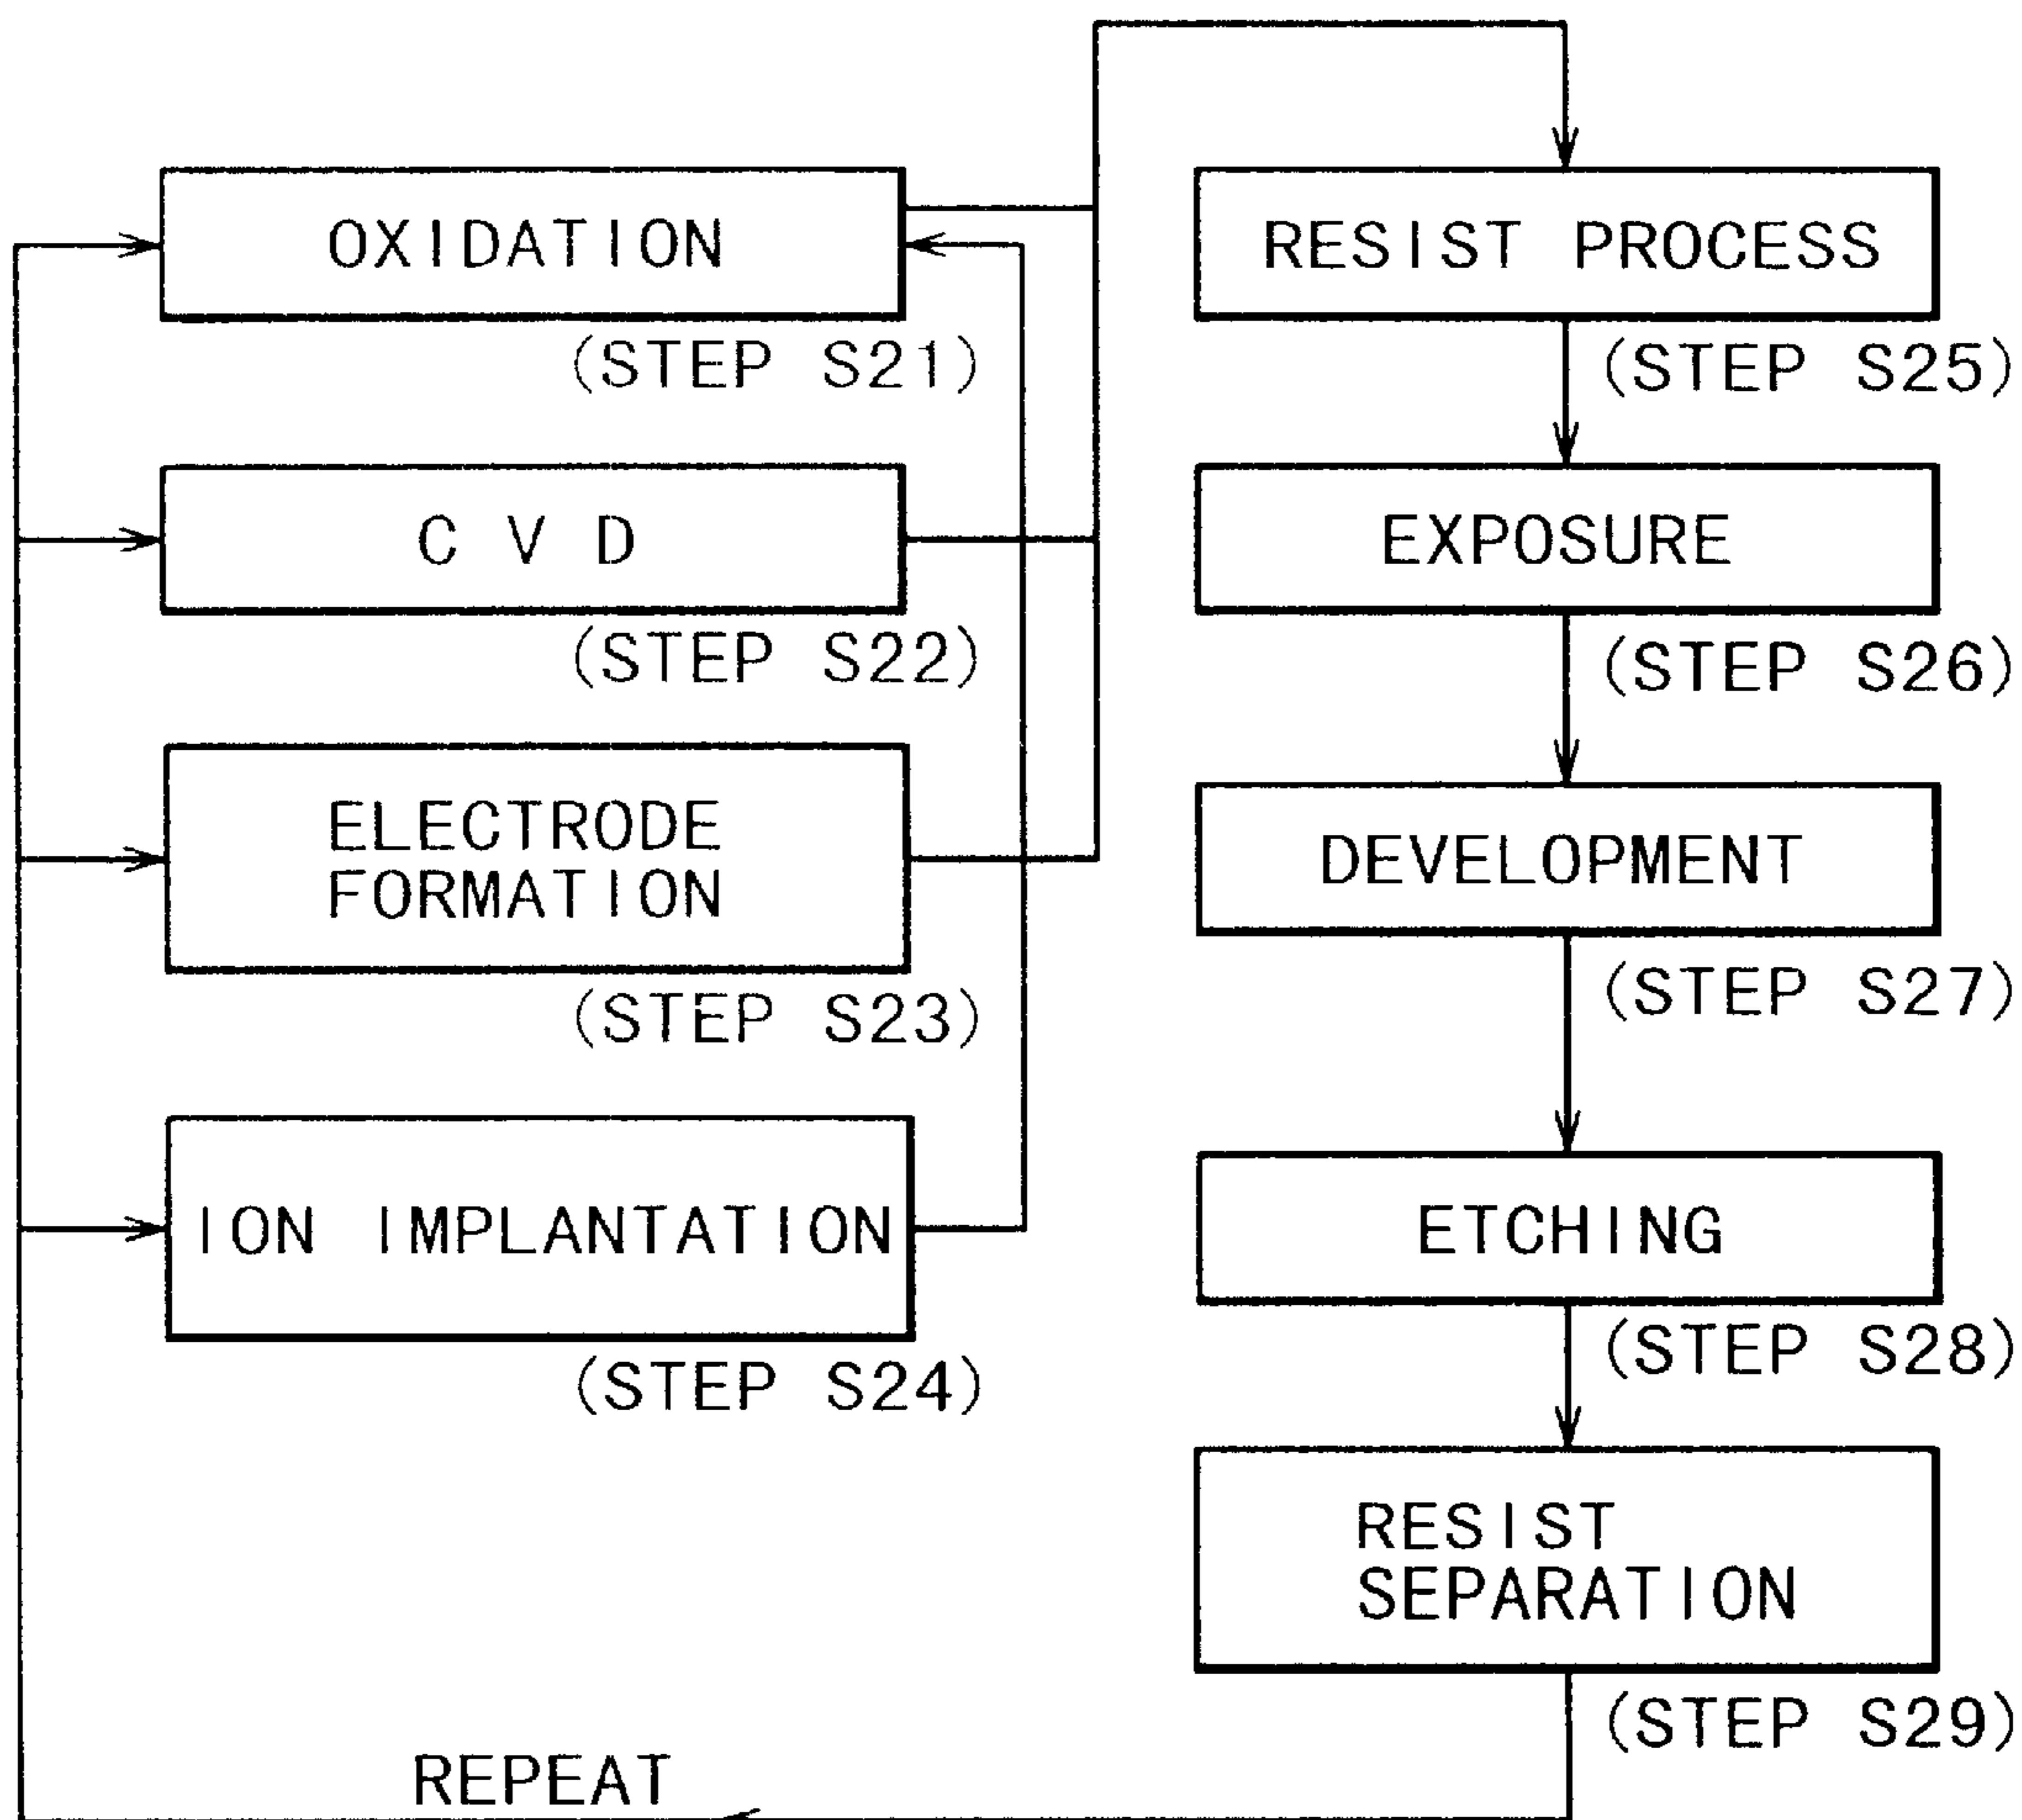 OXIDATION
(STEP S21)
CVD
(STEP S22)
ELECTRODE
FORMATION
(STEP S23)
ION IMPLANTATION
(STEP S24)
RESIST PROCESS
(STEP S25)
EXPOSURE
(STEP S26)
DEVELOPMENT
(STEP S27)
ETCHING
(STEP S28)
RESIST
SEPARATION
(STEP S29)
REPEAT